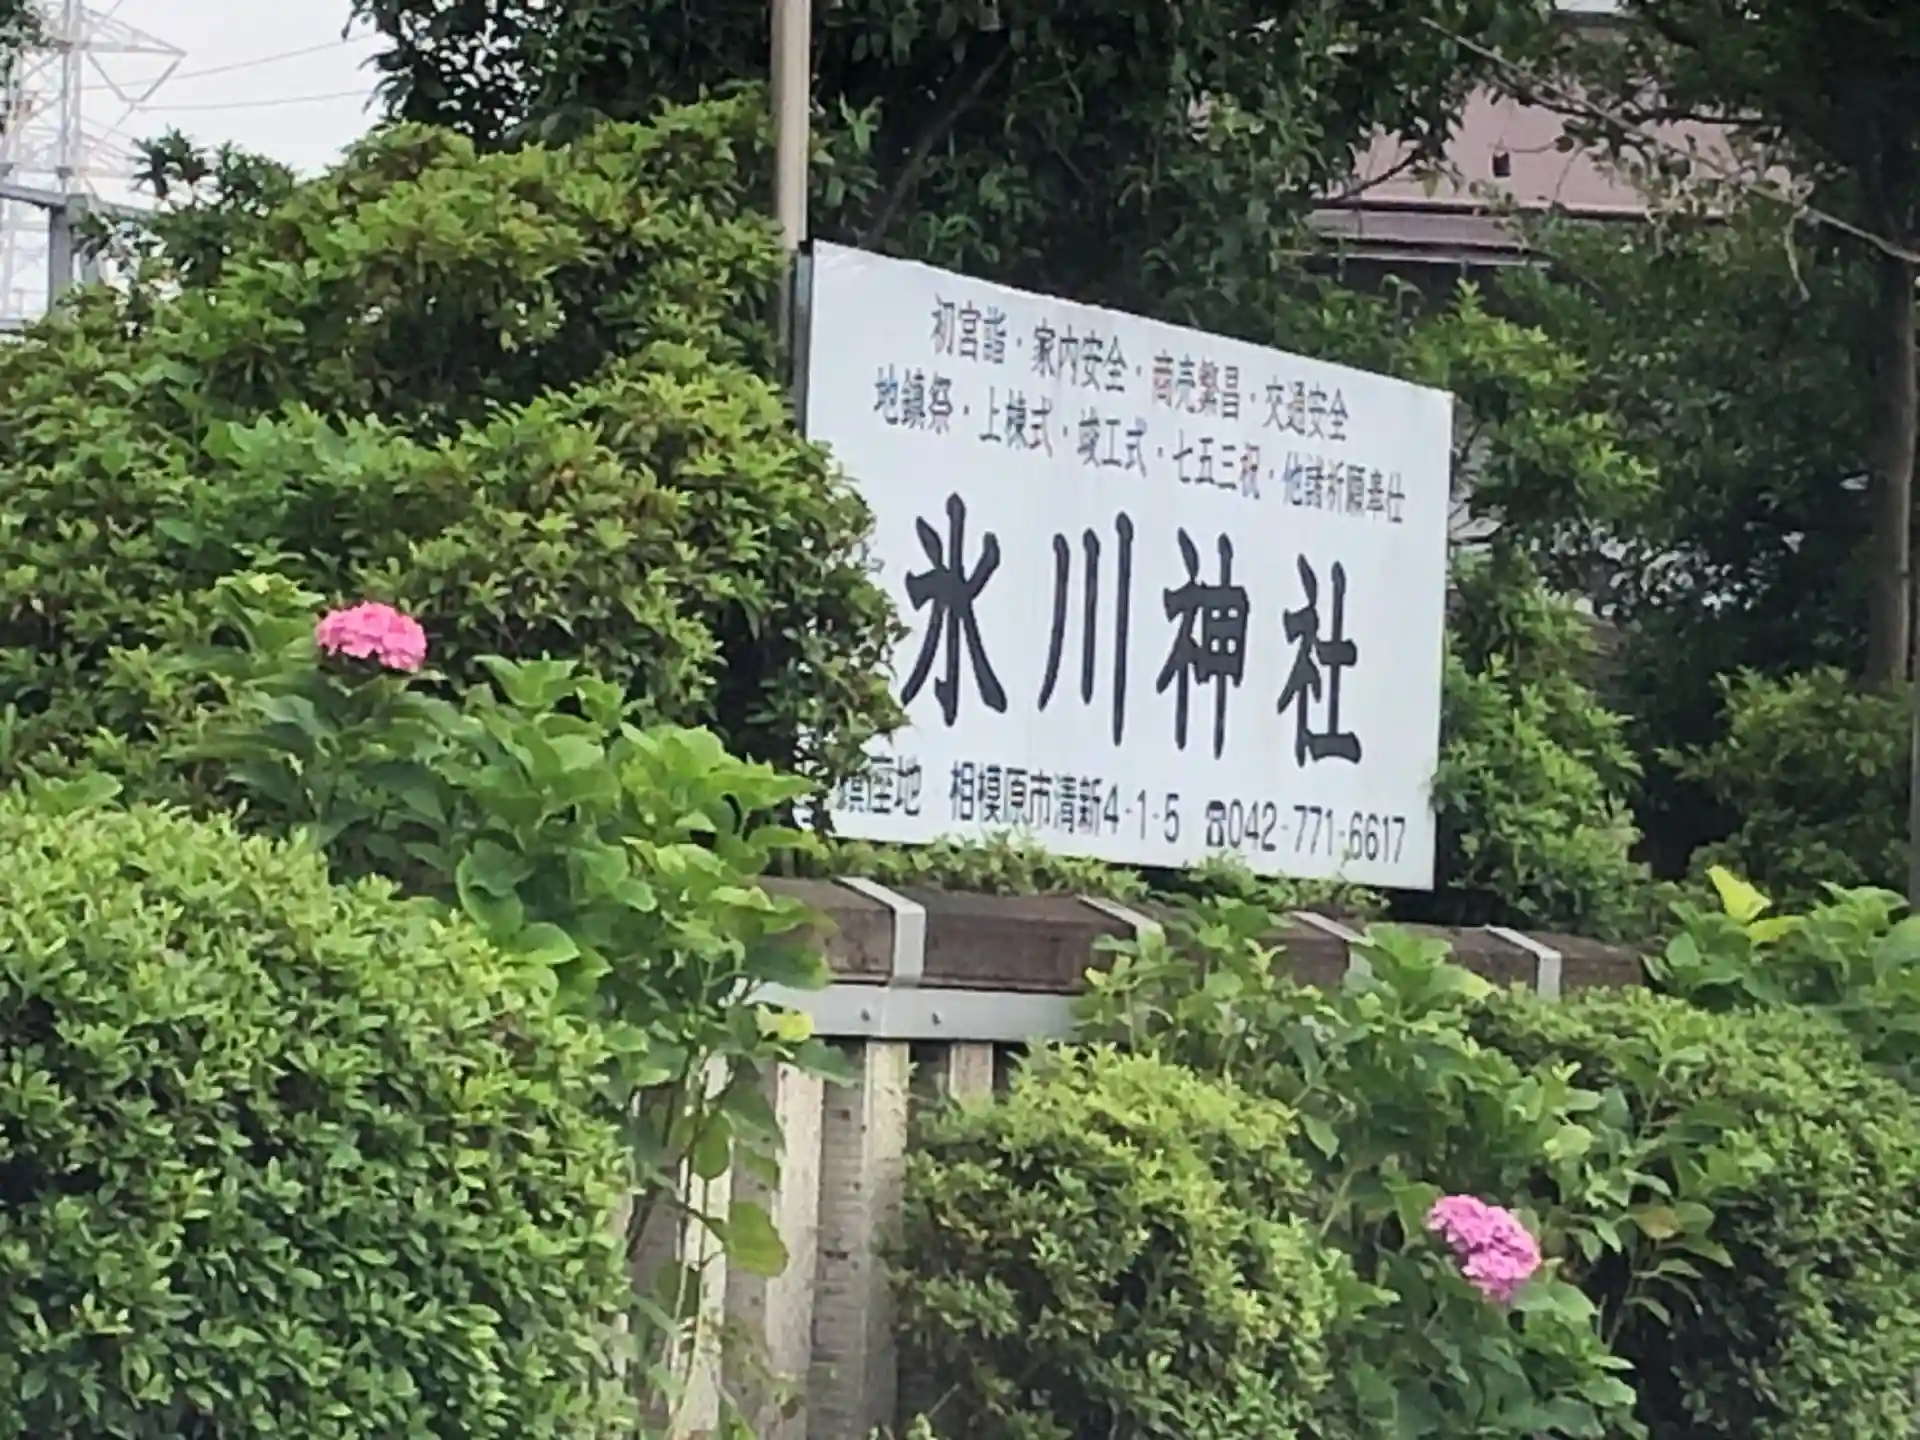 初宮詣・家内安全・商売繁昌・交通安全
地鎮祭・上棟式・竣工式・七五三祝・他諸祈願奉仕
氷川神社
鎮座地 相模原市清新4-1-5 ☎042-771-6617